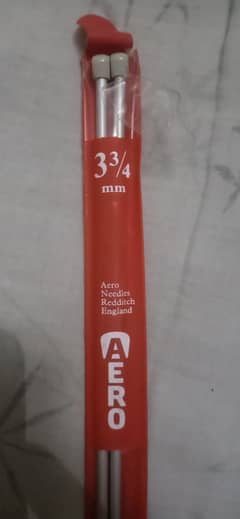 3¾
mm
Aero
Needles
Redditch
England
AERO